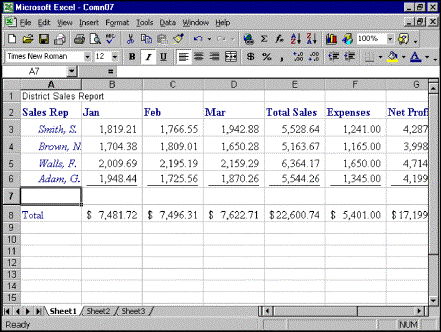 Microsoft Excel - Comn07
File Edit View Insert Format Tools Data Window Help
100%
Times New Roman 12 B I U $ %
A7 =
A B C D E F G
1 District Sales Report
2 Sales Rep Jan Feb Mar Total Sales Expenses Net Profi
3 Smith, S. 1,819.21 1,766.55 1,942.88 5,528.64 1,241.00 4,287
4 Brown, N. 1,704.38 1,809.01 1,650.28 5,163.67 1,165.00 3,998
5 Walls, F. 2,009.69 2,195.19 2,159.29 6,364.17 1,650.00 4,714
6 Adam, G. 1,948.44 1,725.56 1,870.26 5,544.26 1,345.00 4,199
7
8 Total $ 7,481.72 $ 7,496.31 $ 7,622.71 $22,600.74 $ 5,401.00 $17,199
9
10
11
12
13
14
15
Sheet1 Sheet2 Sheet3
Ready NUM